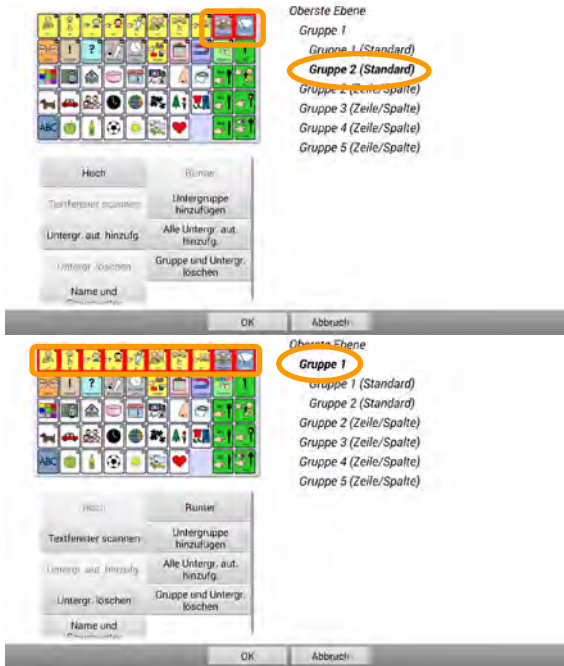 Oberste Ebene
Gruppe 1
Gruppe 1 (Standard)
Gruppe 2 (Standard)
Gruppe 2 (Zeile/Spalte)
Gruppe 3 (Zeile/Spalte)
Gruppe 4 (Zeile/Spalte)
Gruppe 5 (Zeile/Spalte)
!
?
ABC
Hoch
Runter
Textfenster scannen
Untergruppe
hinzufügen
Untergr. aut. hinzufg.
Alle Untergr. aut.
hinzufg.
Untergr. löschen
Gruppe und Untergr.
löschen
Name und
OK
Abbruch
Oberste Ebene
Gruppe 1
Gruppe 1 (Standard)
Gruppe 2 (Standard)
Gruppe 2 (Zeile/Spalte)
Gruppe 3 (Zeile/Spalte)
Gruppe 4 (Zeile/Spalte)
Gruppe 5 (Zeile/Spalte)
!
?
ABC
Hoch
Runter
Textfenster scannen
Untergruppe
hinzufügen
Untergr. aut. hinzufg.
Alle Untergr. aut.
hinzufg.
Untergr. löschen
Gruppe und Untergr.
löschen
Name und
OK
Abbruch